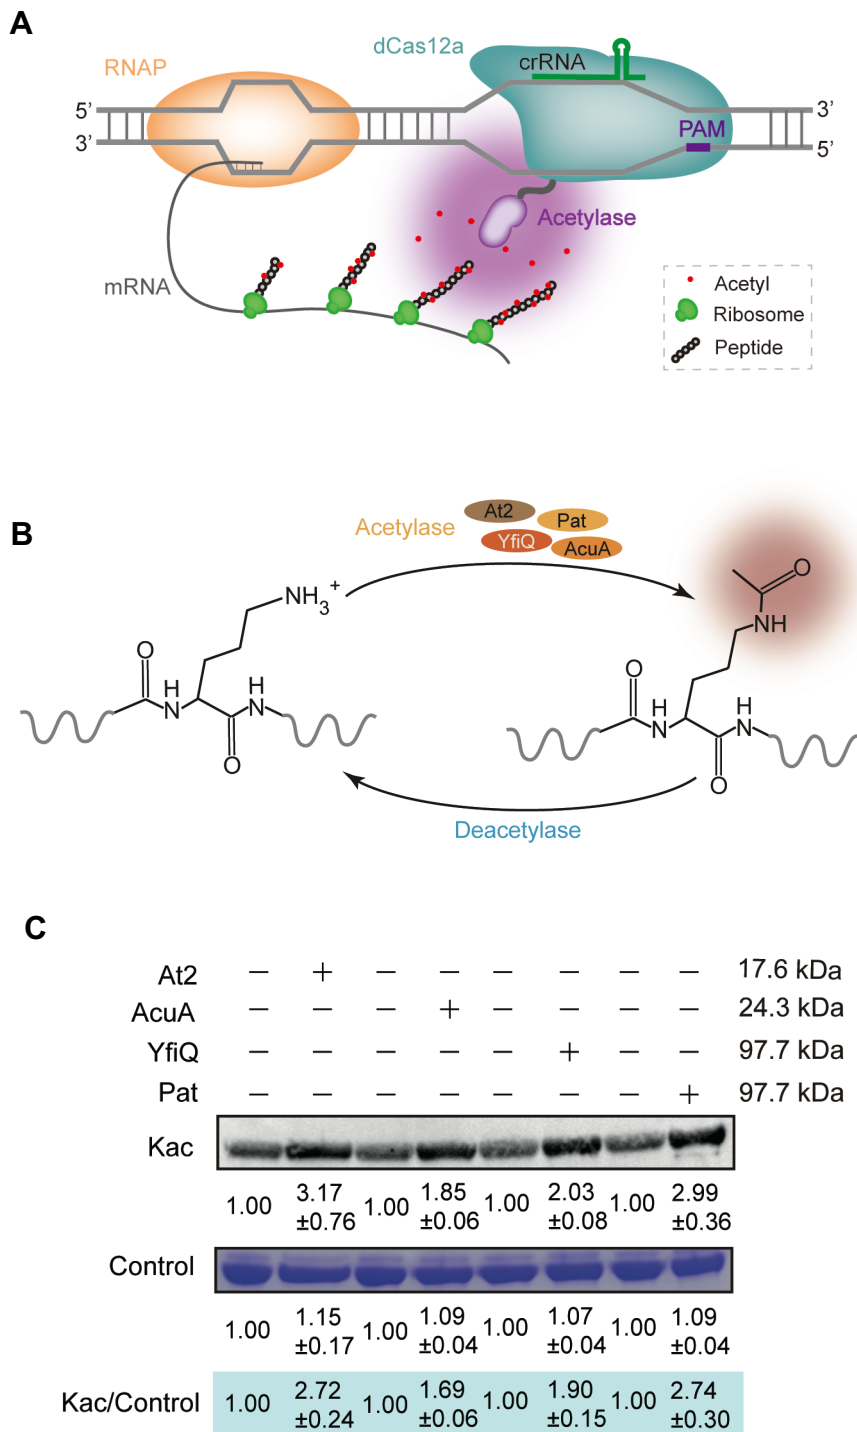 A
dCas12a
RNAP
crRNA
5’
3’
PAM
3’
5’
Acetylase
mRNA
Acetyl
Ribosome
Peptide
B
Acetylase
At2
Pat
YfiQ
AcuA
NH3+
O
NH
O
H
N
H
N
O
O
H
N
H
N
O
Deacetylase
C
At2 − + − − − − − − 17.6 kDa
AcuA − − − + − − − − 24.3 kDa
YfiQ − − − − − + − − 97.7 kDa
Pat − − − − − − − + 97.7 kDa
Kac
1.00 3.17 ±0.76 1.00 1.85 ±0.06 1.00 2.03 ±0.08 1.00 2.99 ±0.36
Control
1.00 1.15 ±0.17 1.00 1.09 ±0.04 1.00 1.07 ±0.04 1.00 1.09 ±0.04
Kac/Control 1.00 2.72 ±0.24 1.00 1.69 ±0.06 1.00 1.90 ±0.15 1.00 2.74 ±0.30